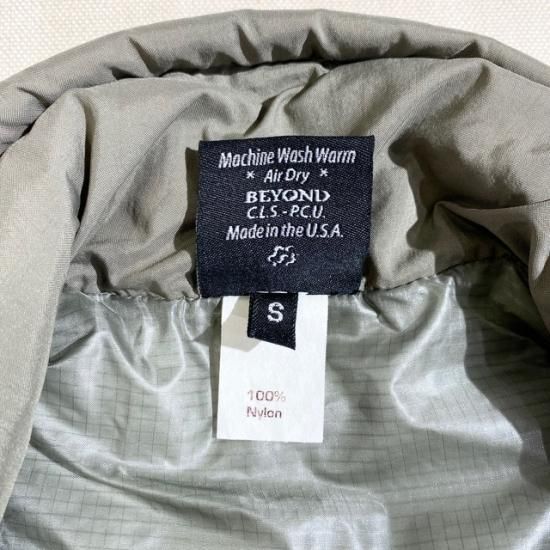 Machine Wash Warm
* Air Dry *
BEYOND
C.L.S. - P.C.U.
Made in the U.S.A.
S
100%
Nylon